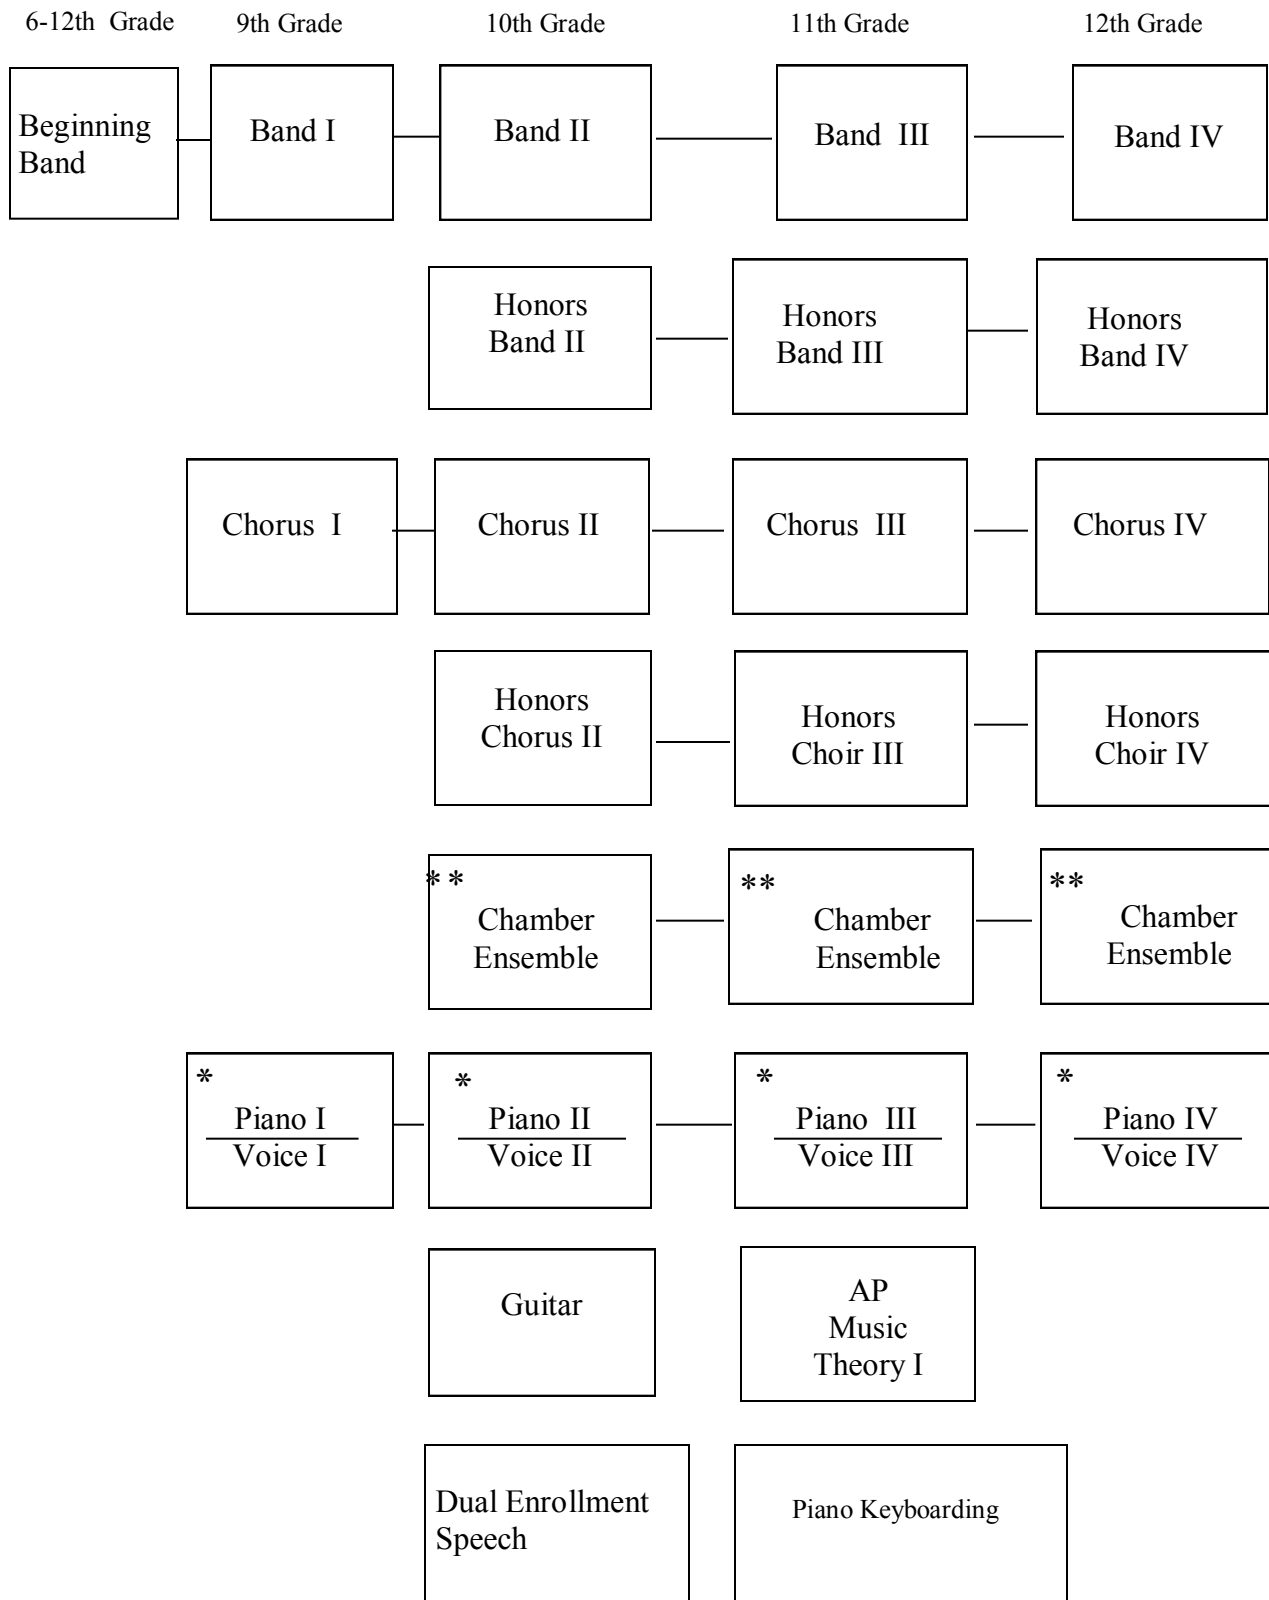 6-12th Grade 9th Grade 10th Grade 11th Grade 12th Grade
Beginning
Band
Band I
Band II
Band III
Band IV
Honors
Band II
Honors
Band III
Honors
Band IV
Chorus I
Chorus II
Chorus III
Chorus IV
Honors
Chorus II
Honors
Choir III
Honors
Choir IV
**
Chamber
Ensemble
**
Chamber
Ensemble
**
Chamber
Ensemble
*
Piano I
Voice I
*
Piano II
Voice II
*
Piano III
Voice III
*
Piano IV
Voice IV
Guitar
AP
Music
Theory I
Dual Enrollment
Speech
Piano Keyboarding